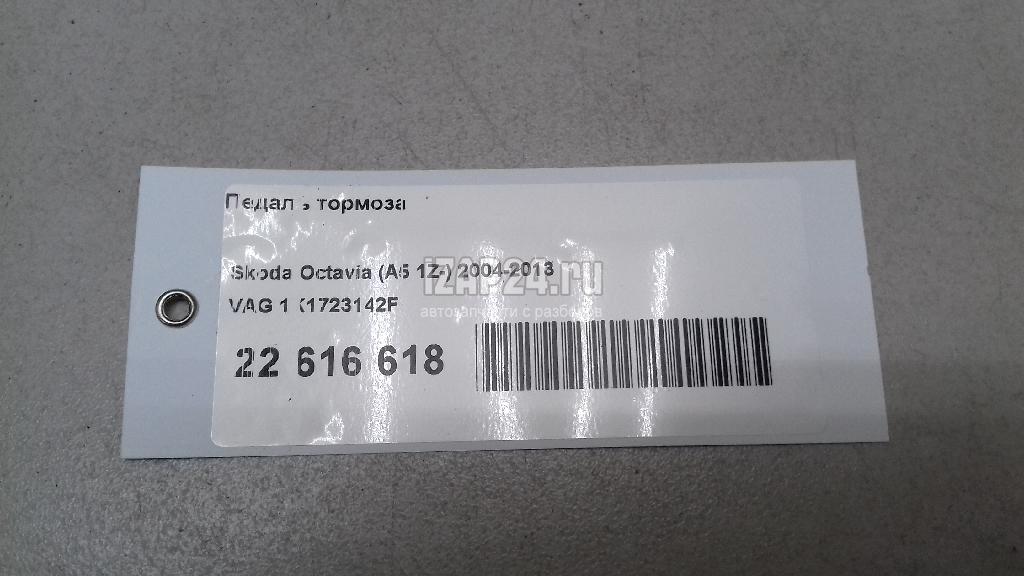 Педаль тормоза
Skoda Octavia (A5 1Z-) 2004-2013
iZAP24.ru
VAG 1K1723142F
автозапчасти с разборов
22 616 618